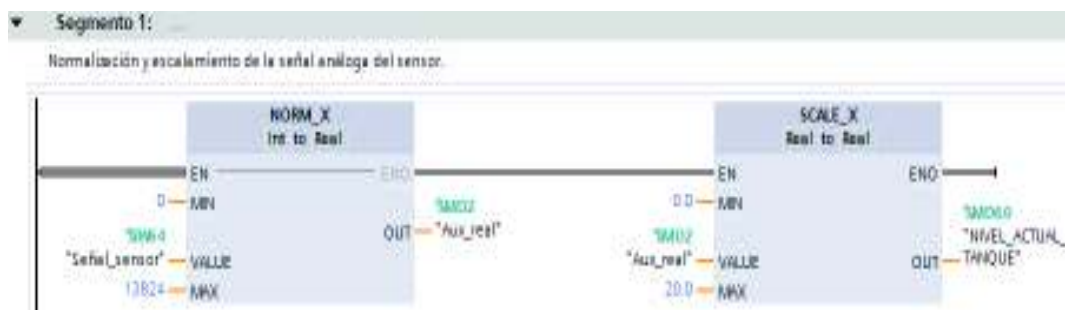 Segmento 1: ....
Normalización y escalamiento de la señal análoga del sensor.
NORM_X
Int to Real
EN
ENO
0
MIN
%MD2
"Aux_real"
OUT
%IW64
"Señal_sensor"
VALUE
13824
MAX
SCALE_X
Real to Real
EN
ENO
0.0
MIN
%MD2
"Aux_real"
VALUE
"NIVEL_ACTUAL_
TANQUE"
OUT
20.0
MAX